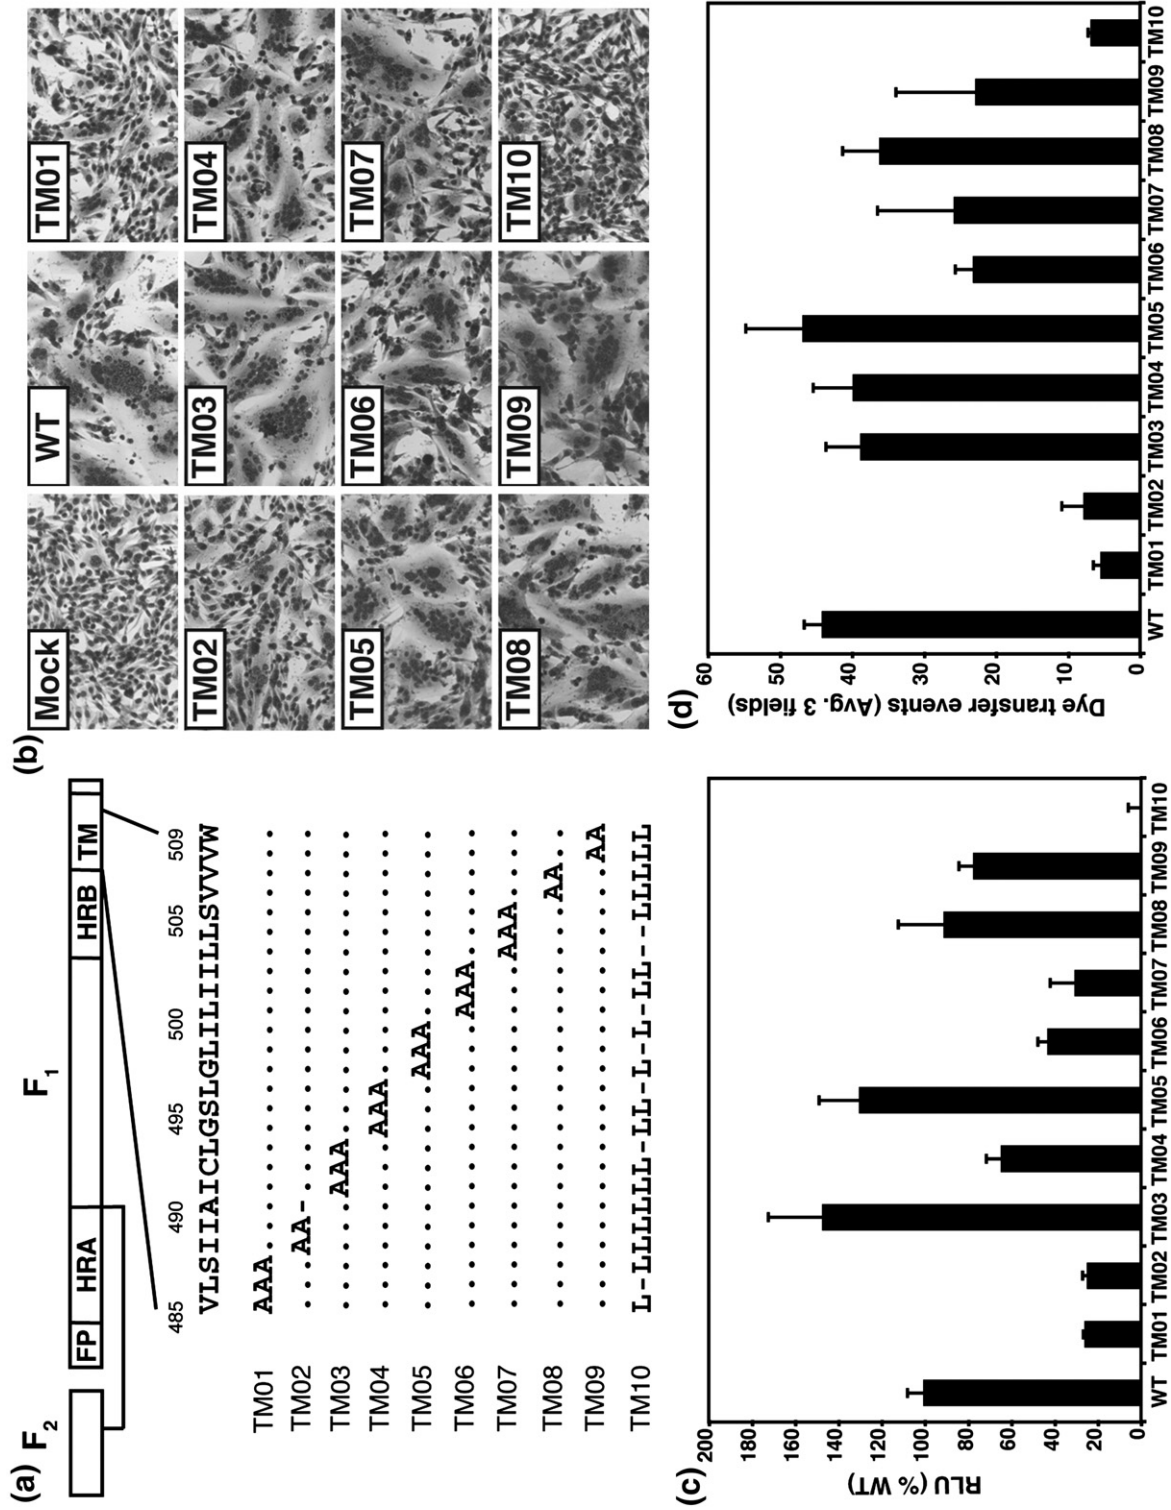 (a)
F2
F1
FP HRA HRB TM
485 490 495 500 505 509
VLSIIAICLGSLGLILIILLSVVVW
TM01 AAA......................
TM02 ...AA-...................
TM03 ......AAA................
TM04 .........AAA.............
TM05 ............AAA..........
TM06 ...............AAA.......
TM07 ..................AAA....
TM08 .....................AA..
TM09 .......................AA
TM10 L-LLLLLL-LL-L-L-LL--LLLLL
(b)
Mock WT TM01
TM02 TM03 TM04
TM05 TM06 TM07
TM08 TM09 TM10
(c)
RLU (% WT)
200
180
160
140
120
100
80
60
40
20
0
WT TM01 TM02 TM03 TM04 TM05 TM06 TM07 TM08 TM09 TM10
(d)
Dye transfer events (Avg. 3 fields)
60
50
40
30
20
10
0
WT TM01 TM02 TM03 TM04 TM05 TM06 TM07 TM08 TM09 TM10